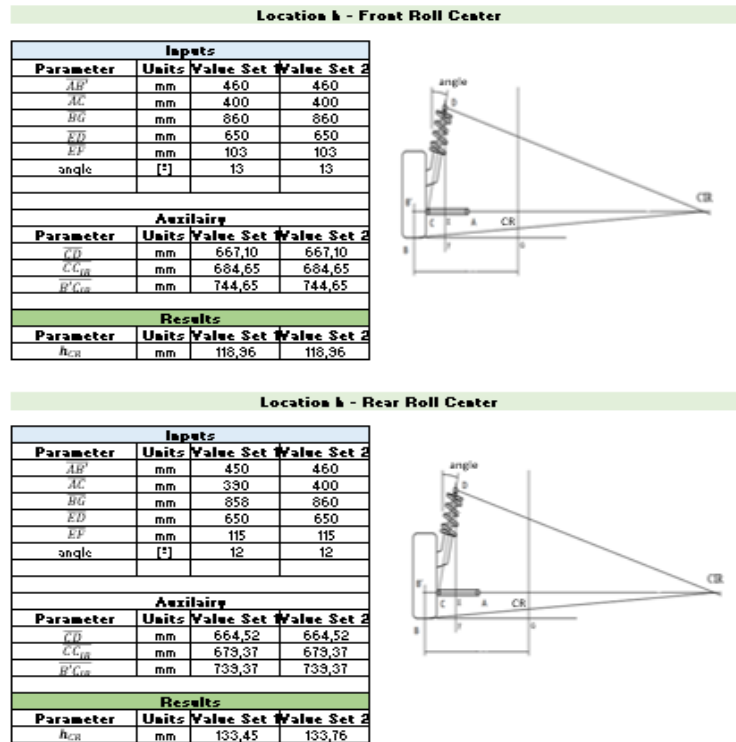 Location h - Front Roll Center
Inputs
Parameter Units Value Set 1 Value Set 2
AB' mm 460 460
AC mm 400 400
BG mm 860 860
ED mm 650 650
EF mm 103 103
angle [°] 13 13
Auxilairy
Parameter Units Value Set 1 Value Set 2
CD mm 667,10 667,10
CC_IR mm 684,65 684,65
B'C_IR mm 744,65 744,65
Results
Parameter Units Value Set 1 Value Set 2
h_CR mm 118,96 118,96
angle
D
CIR
B'
C E A CR
B F G
Location h - Rear Roll Center
Inputs
Parameter Units Value Set 1 Value Set 2
AB' mm 450 460
AC mm 390 400
BG mm 858 860
ED mm 650 650
EF mm 115 115
angle [°] 12 12
Auxilairy
Parameter Units Value Set 1 Value Set 2
CD mm 664,52 664,52
CC_IR mm 679,37 679,37
B'C_IR mm 739,37 739,37
Results
Parameter Units Value Set 1 Value Set 2
h_CR mm 133,45 133,76
angle
D
CIR
B'
C E A CR
B F G